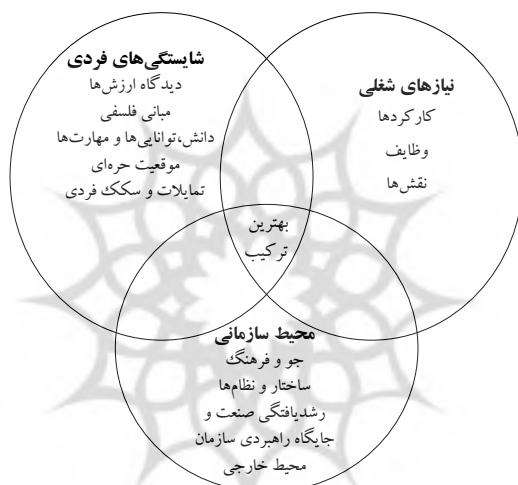 نیازهای شغلی
کارکردها
وظایف
نقش‌ها
شایستگی‌های فردی
دیدگاه ارزش‌ها
مبانی فلسفی
دانش،توانایی‌ها و مهارت‌ها
موقعیت حره‌ای
تمایلات و سکک فردی
بهترین
ترکیب
محیط سازمانی
جو و فرهنگ
ساختار و نظام‌ها
رشدیافتگی صنعت و
جایگاه راهبردی سازمان
محیط خارجی